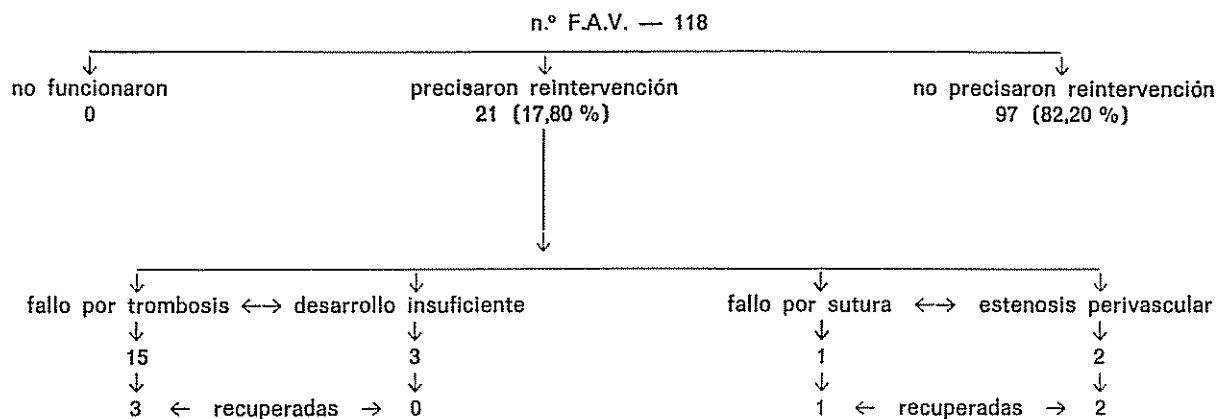 n.º F.A.V. — 118
no funcionaron precisaron reintervención no precisaron reintervención
0 21 (17,80 %) 97 (82,20 %)
fallo por trombosis ←→ desarrollo insuficiente fallo por sutura ←→ estenosis perivascular
15 3 1 2
3 ← recuperadas → 0 1 ← recuperadas → 2